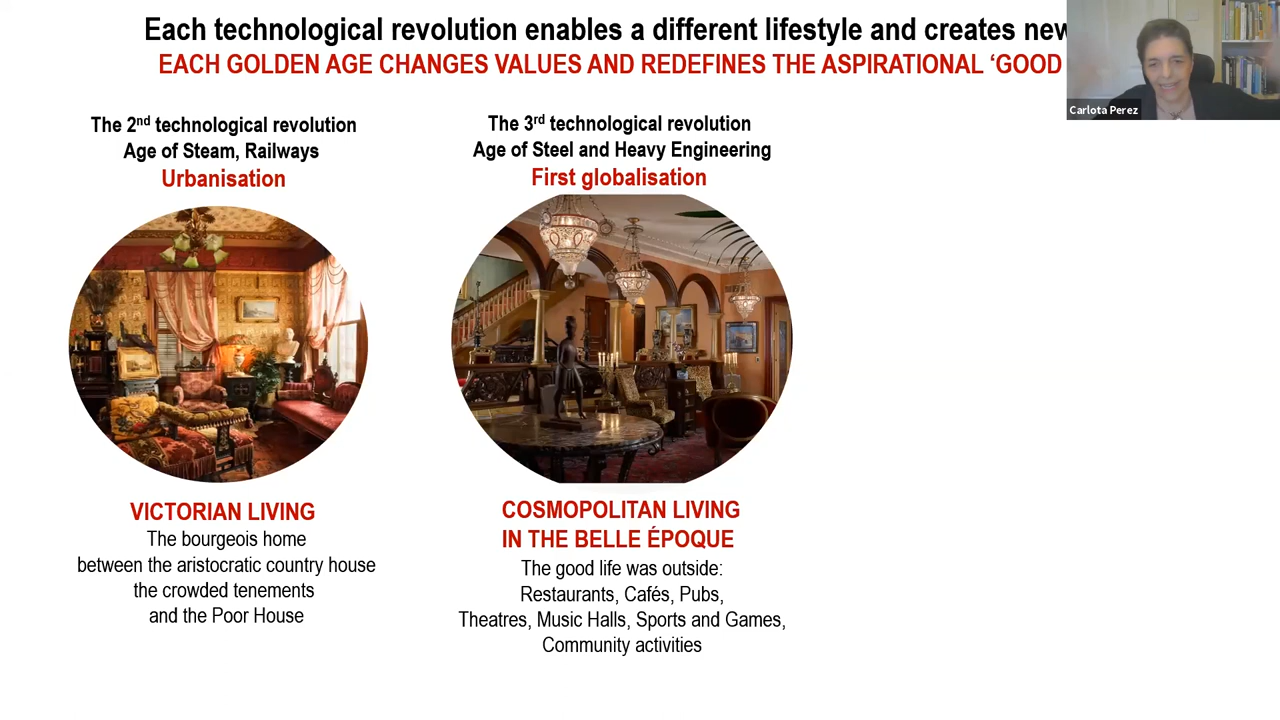 Each technological revolution enables a different lifestyle and creates new
EACH GOLDEN AGE CHANGES VALUES AND REDEFINES THE ASPIRATIONAL ‘GOOD
Carlota Perez
The 2nd technological revolution
Age of Steam, Railways
Urbanisation
VICTORIAN LIVING
The bourgeois home
between the aristocratic country house
the crowded tenements
and the Poor House
The 3rd technological revolution
Age of Steel and Heavy Engineering
First globalisation
COSMOPOLITAN LIVING
IN THE BELLE ÉPOQUE
The good life was outside:
Restaurants, Cafés, Pubs,
Theatres, Music Halls, Sports and Games,
Community activities